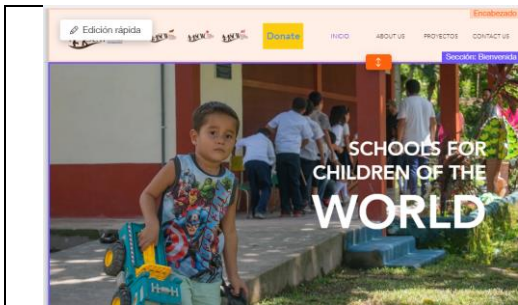 Encabezado
Edición rápida
Donate
INICIO
ABOUT US
PROYECTOS
CONTACT US
Sección: Bienvenida
SCHOOLS FOR
CHILDREN OF THE
WORLD